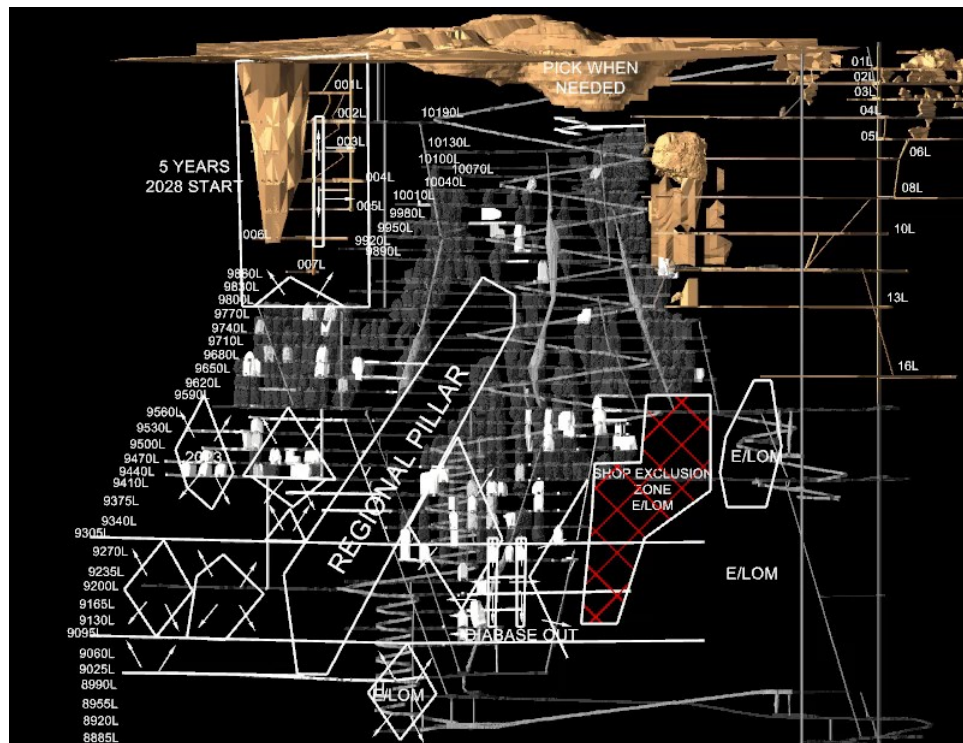 PICK WHEN
NEEDED
01L
02L
03L
04L
05L
06L
08L
10L
13L
16L
001L
002L
003L
004L
005L
006L
007L
5 YEARS
2028 START
10190L
10130L
10100L
10070L
10040L
10010L
9980L
9950L
9920L
9890L
9860L
9830L
9800L
9770L
9740L
9710L
9680L
9650L
9620L
9590L
9560L
9530L
9500L
9470L
9440L
9410L
9375L
9340L
9305L
9270L
9235L
9200L
9165L
9130L
9095L
9060L
9025L
8990L
8955L
8920L
8885L
2023
REGIONAL PILLAR
SHOP EXCLUSION
ZONE
E/LOM
E/LOM
E/LOM
DIABASE OUT
E/LOM